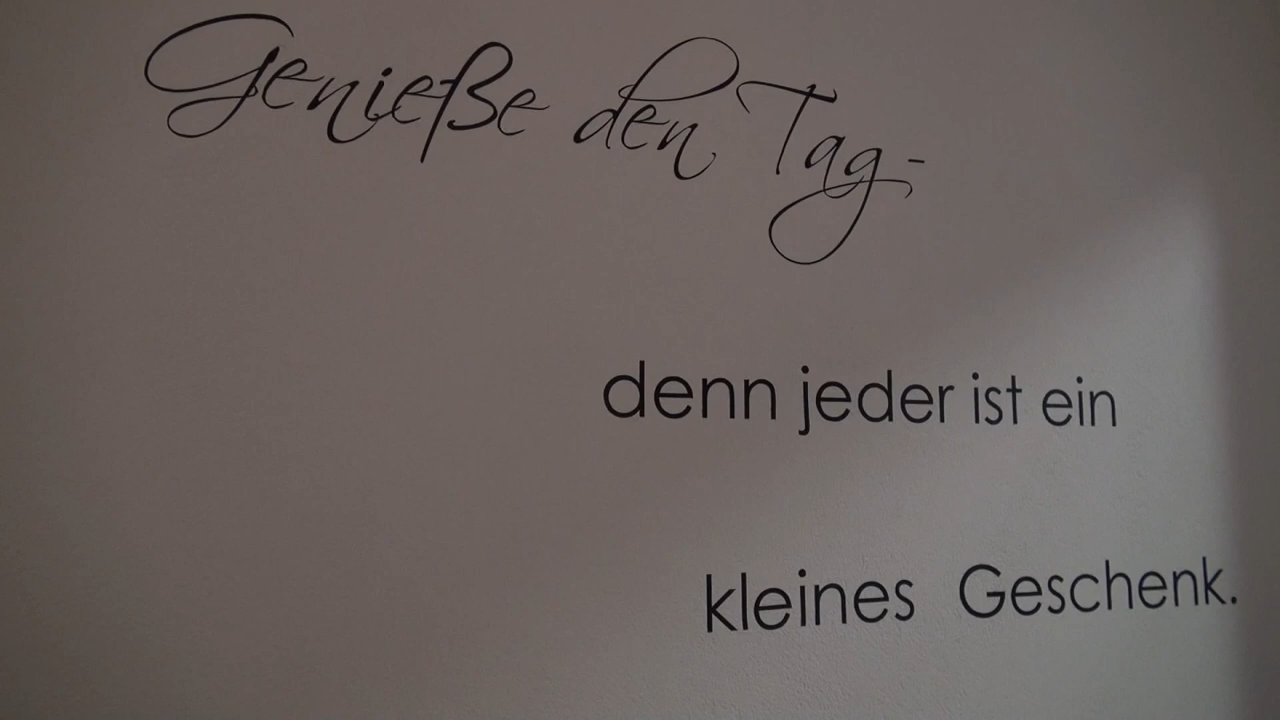 Genieße den Tag-
denn jeder ist ein
kleines Geschenk.